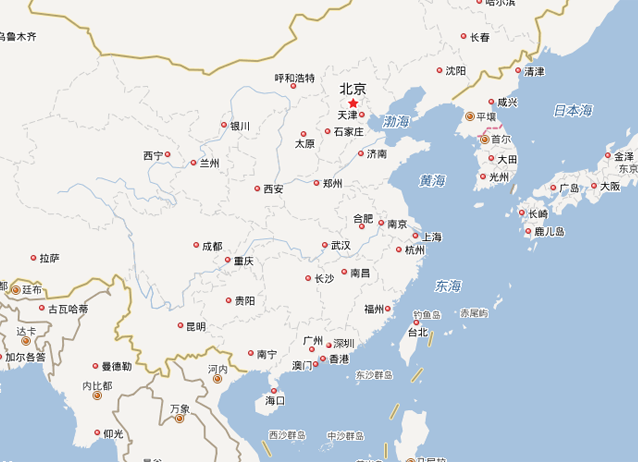 哈尔滨
乌鲁木齐
长春
沈阳
清津
呼和浩特
北京
咸兴
天津
日本海
平壤
渤海
银川
石家庄
首尔
太原
济南
金泽
西宁
兰州
大田
东京
光州
郑州
黄海
西安
广岛
大阪
长崎
合肥
南京
鹿儿岛
上海
成都
武汉
杭州
拉萨
重庆
南昌
长沙
东海
廷布
贵阳
古瓦哈蒂
福州
钓鱼岛
赤尾屿
昆明
达卡
台北
广州
深圳
加尔各答
南宁
香港
澳门
曼德勒
河内
东沙群岛
内比都
海口
万象
仰光
西沙群岛
中沙群岛